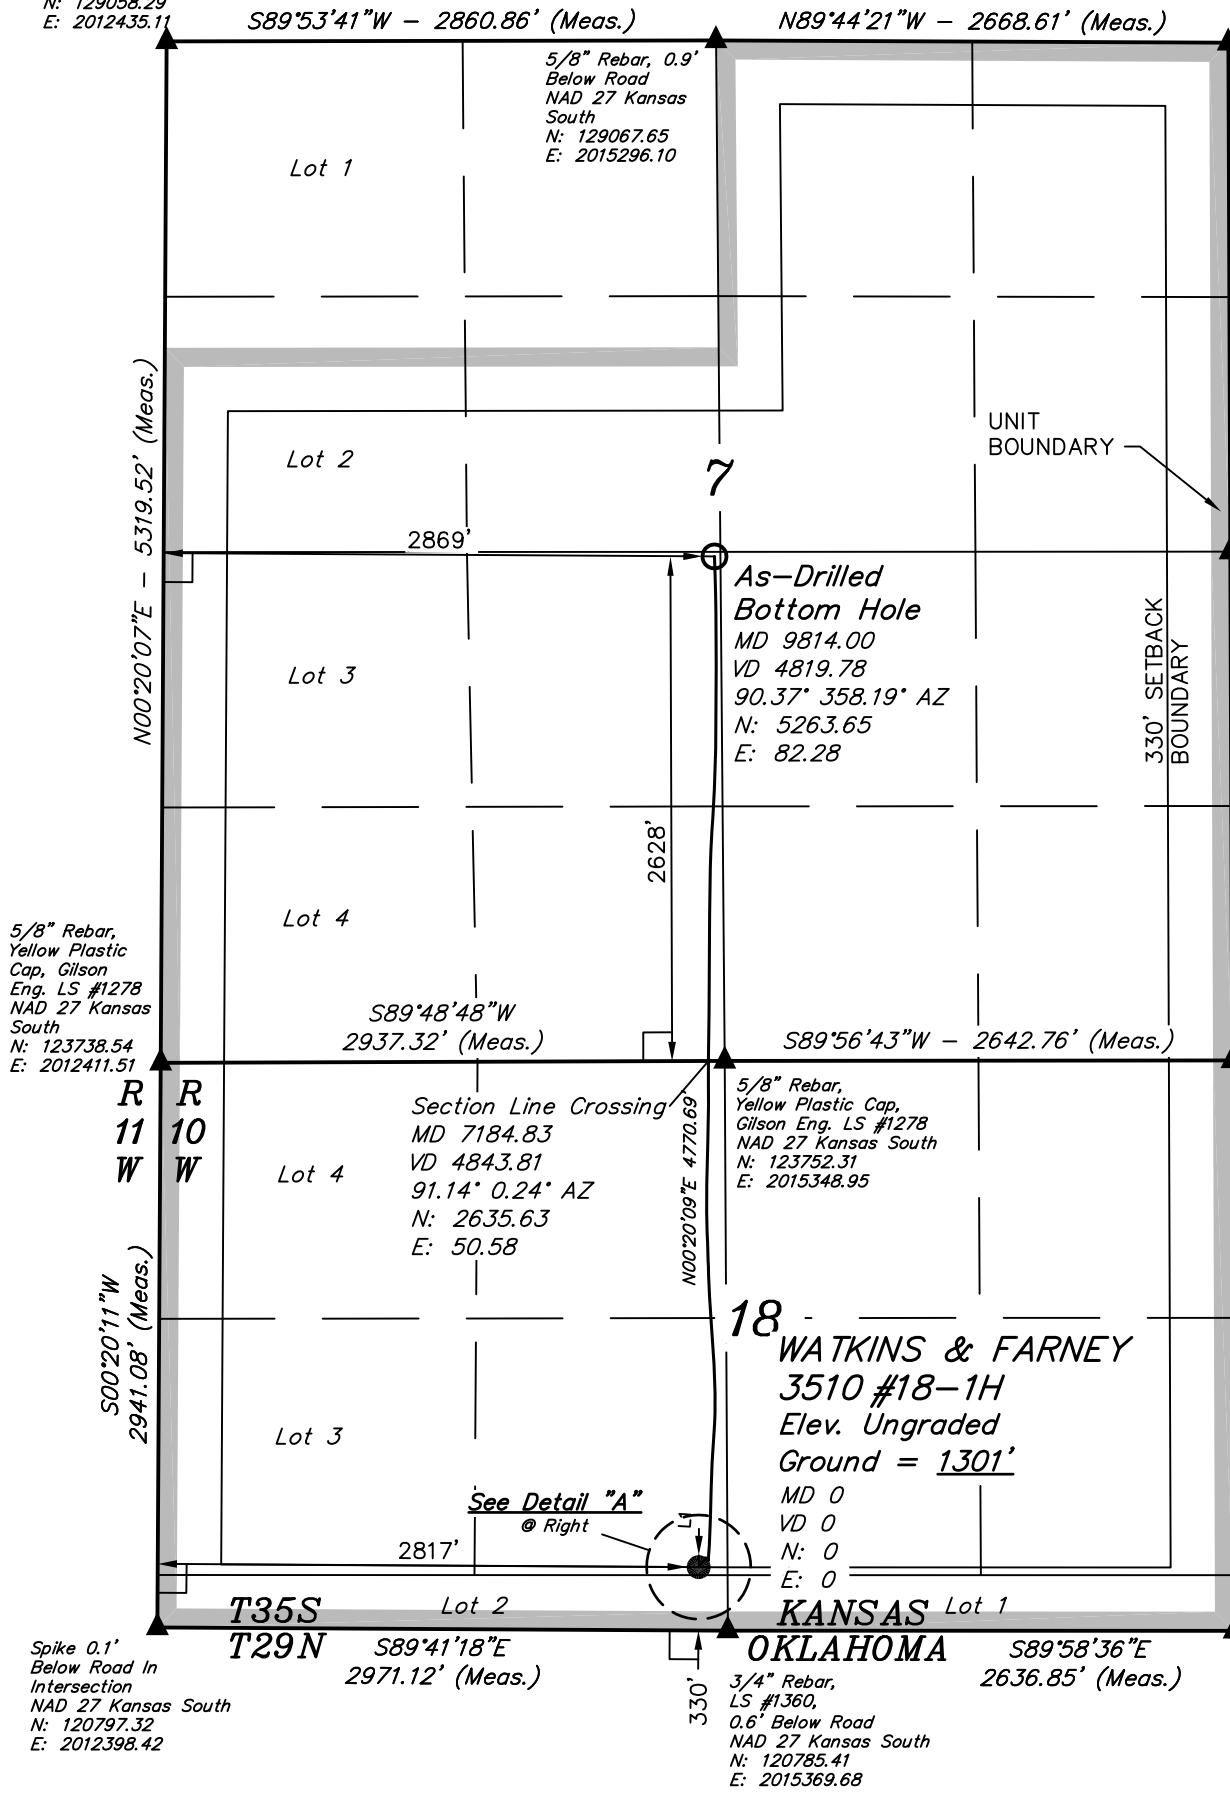 N: 129058.29
E: 2012435.11
S89°53'41"W - 2860.86' (Meas.)
N89°44'21"W - 2668.61' (Meas.)
5/8" Rebar, 0.9'
Below Road
NAD 27 Kansas
South
N: 129067.65
E: 2015296.10
Lot 1
N00°20'07"E - 5319.52' (Meas.)
UNIT
BOUNDARY
Lot 2
7
2869'
As-Drilled
Bottom Hole
MD 9814.00
VD 4819.78
90.37° 358.19° AZ
N: 5263.65
E: 82.28
330' SETBACK
BOUNDARY
Lot 3
2628'
Lot 4
5/8" Rebar,
Yellow Plastic
Cap, Gilson
Eng. LS #1278
NAD 27 Kansas
South
N: 123738.54
E: 2012411.51
S89°48'48"W
2937.32' (Meas.)
S89°56'43"W - 2642.76' (Meas.)
R R
11 10
W W
Section Line Crossing
MD 7184.83
VD 4843.81
91.14° 0.24° AZ
N: 2635.63
E: 50.58
N00°20'09"E 4770.69'
5/8" Rebar,
Yellow Plastic Cap,
Gilson Eng. LS #1278
NAD 27 Kansas South
N: 123752.31
E: 2015348.95
Lot 4
S00°20'11"W
2941.08' (Meas.)
18
WATKINS & FARNEY
3510 #18-1H
Elev. Ungraded
Ground = 1301'
MD 0
VD 0
N: 0
E: 0
Lot 3
See Detail "A"
@ Right
2817'
T35S
T29N
Lot 2
KANSAS
OKLAHOMA
Lot 1
S89°41'18"E
2971.12' (Meas.)
S89°58'36"E
2636.85' (Meas.)
330'
Spike 0.1'
Below Road In
Intersection
NAD 27 Kansas South
N: 120797.32
E: 2012398.42
3/4" Rebar,
LS #1360,
0.6' Below Road
NAD 27 Kansas South
N: 120785.41
E: 2015369.68